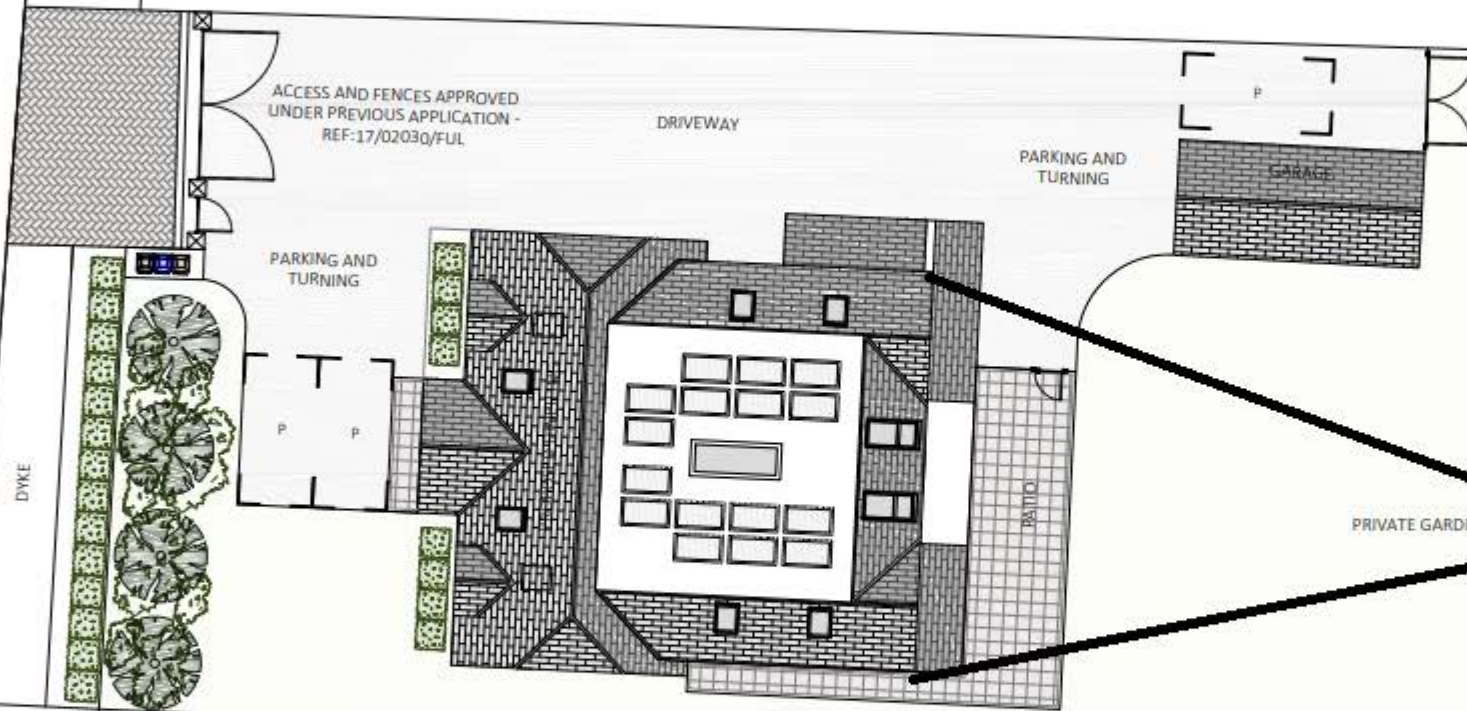 ACCESS AND FENCES APPROVED
UNDER PREVIOUS APPLICATION -
REF:17/02030/FUL
DRIVEWAY
P
PARKING AND
TURNING
GARAGE
PARKING AND
TURNING
P
P
DYKE
PATIO
PRIVATE